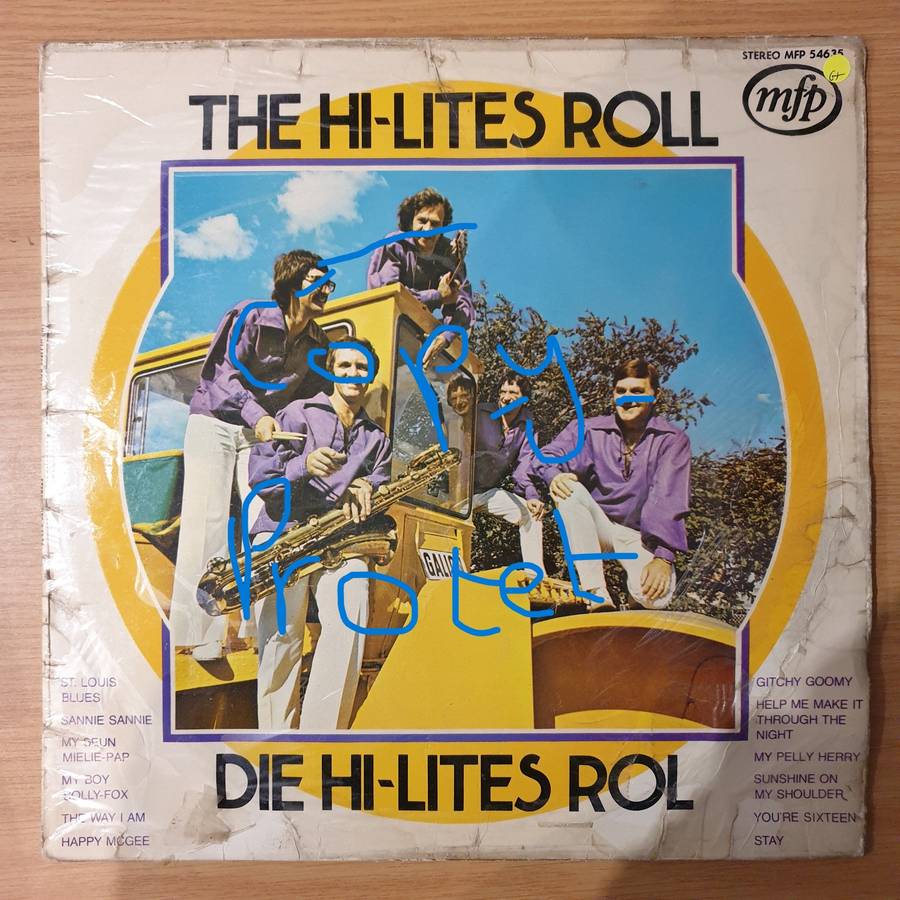 STEREO MFP 54635
G+
mfp
THE HI-LITES ROLL
Copy
Protet
GALI
DIE HI-LITES ROL
ST. LOUIS
BLUES
SANNIE SANNIE
MY SEUN
MIELIE-PAP
MY BOY
LOLLY-FOX
THE WAY I AM
HAPPY MCGEE
GITCHY GOOMY
HELP ME MAKE IT
THROUGH THE
NIGHT
MY PELLY HERRY
SUNSHINE ON
MY SHOULDER
YOU'RE SIXTEEN
STAY